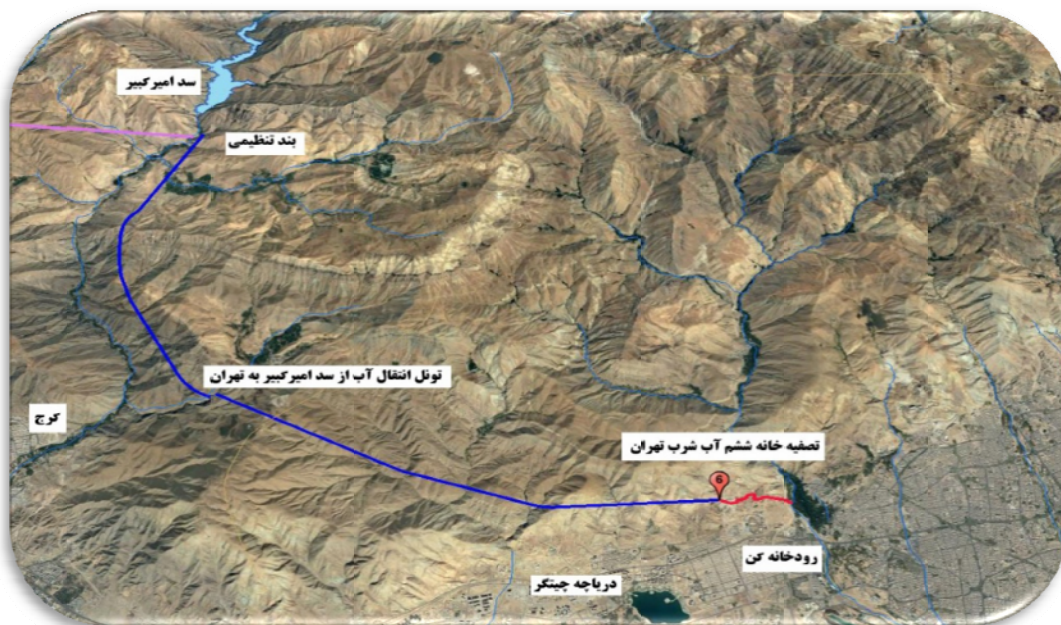 سد امیرکبیر
بند تنظیمی
تونل انتقال آب از سد امیرکبیر به تهران
کرج
تصفیه خانه ششم آب شرب تهران
6
رودخانه کن
دریاچه چیتگر